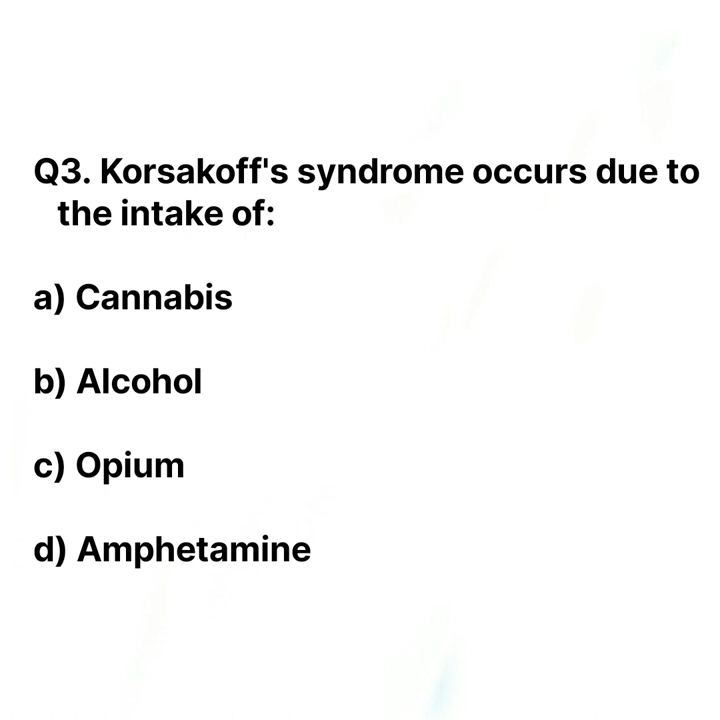 Q3. Korsakoff's syndrome occurs due to
the intake of:
a) Cannabis
b) Alcohol
c) Opium
d) Amphetamine